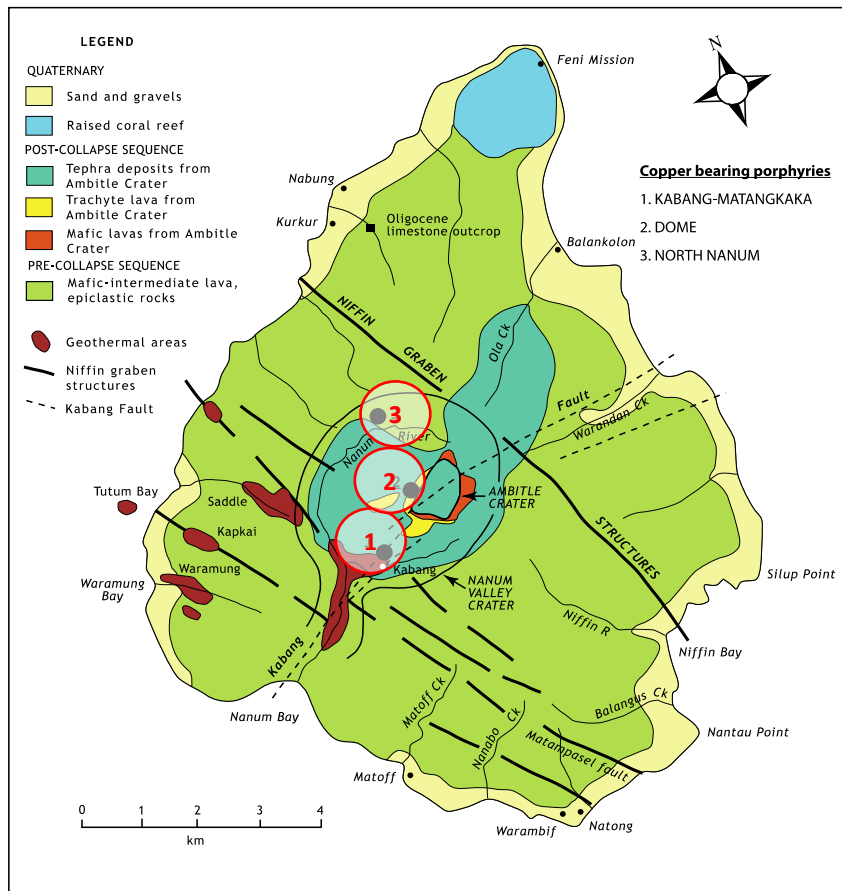 LEGEND
QUATERNARY
Sand and gravels
Raised coral reef
POST-COLLAPSE SEQUENCE
Tephra deposits from
Ambitle Crater
Trachyte lava from
Ambitle Crater
Mafic lavas from Ambitle
Crater
PRE-COLLAPSE SEQUENCE
Mafic-intermediate lava,
epiclastic rocks
Geothermal areas
Niffin graben
structures
Kabang Fault
N
Copper bearing porphyries
1. KABANG-MATANGKAKA
2. DOME
3. NORTH NANUM
Feni Mission
Nabung
Kurkur
Oligocene
limestone outcrop
Balankolon
NIFFIN
GRABEN
Ola Ck
Fault
Warandan Ck
3
Nanum
River
2
2
AMBITLE
CRATER
Tutum Bay
Saddle
Kapkai
1
STRUCTURES
Waramung
Waramung
Bay
Kabang
NANUM
VALLEY
CRATER
Silup Point
Niffin R
Niffin Bay
Kabang
Nanum Bay
Matoff Ck
Nanabo Ck
Balangus Ck
Nantau Point
Matampasel fault
Matoff
Warambif
Natong
0 1 2 3 4
km